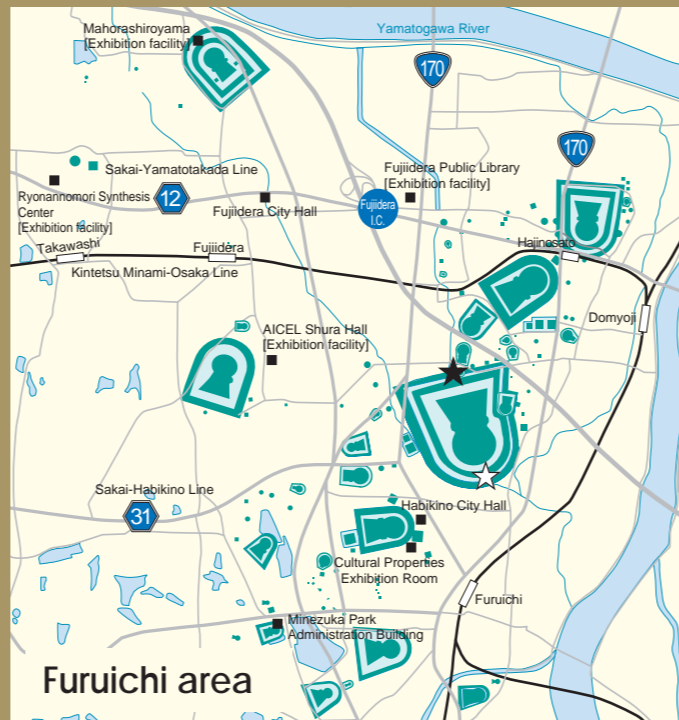 Mahorashiroyama
[Exhibition facility]
Yamatogawa River
170
170
Sakai-Yamatotakada Line
12
Ryonannomori Synthesis
Center
[Exhibition facility]
Fujiidera City Hall
Fujiidera
I.C.
Fujiidera Public Library
[Exhibition facility]
Takawashi
Fujiidera
Hajinosato
Kintetsu Minami-Osaka Line
Domyoji
AICEL Shura Hall
[Exhibition facility]
Sakai-Habikino Line
31
Habikino City Hall
Cultural Properties
Exhibition Room
Furuichi
Minezuka Park
Administration Building
Furuichi area